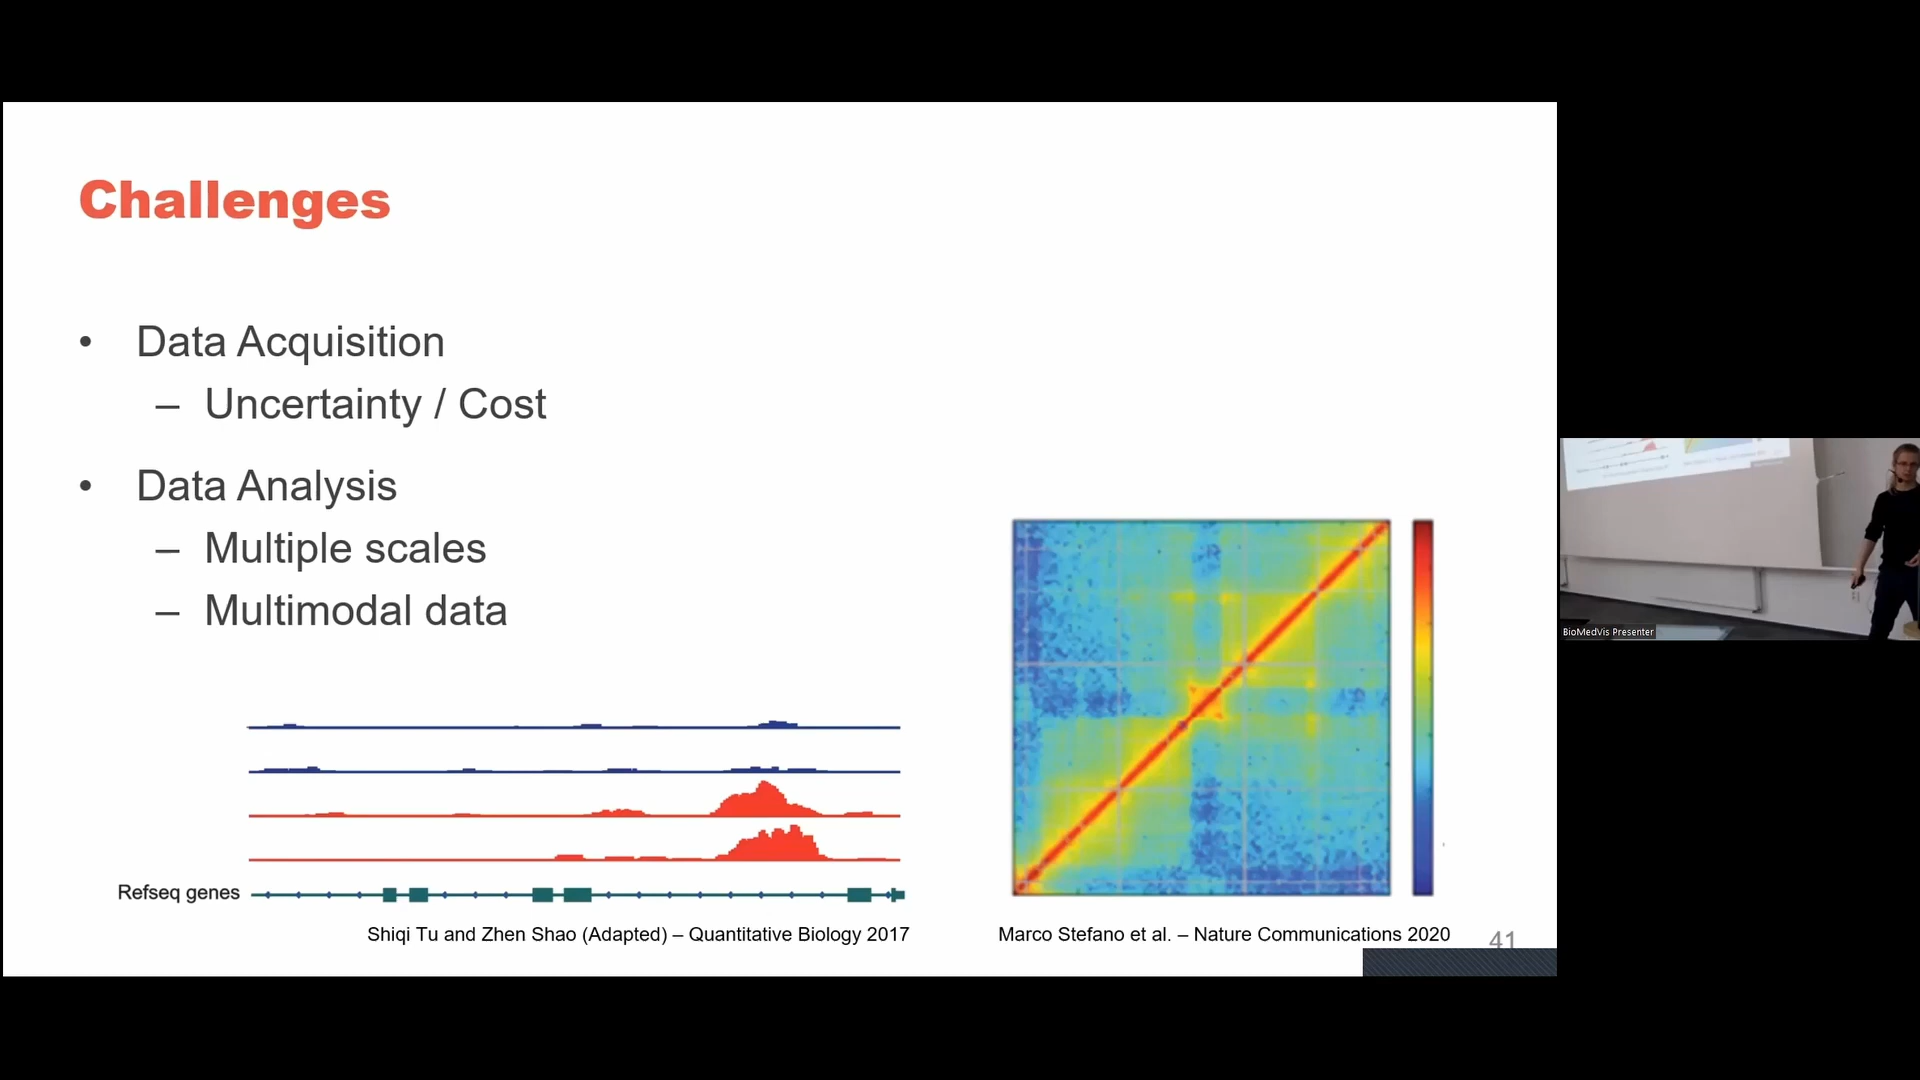 Challenges
• Data Acquisition
– Uncertainty / Cost
• Data Analysis
– Multiple scales
– Multimodal data
Refseq genes
Shiqi Tu and Zhen Shao (Adapted) – Quantitative Biology 2017
Marco Stefano et al. – Nature Communications 2020
41
BioMedVis Presenter